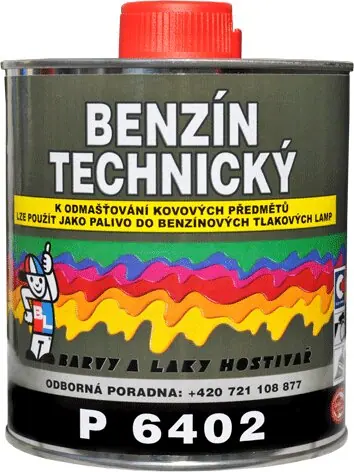 BENZÍN
TECHNICKÝ
K ODMAŠŤOVÁNÍ KOVOVÝCH PŘEDMĚTŮ
LZE POUŽÍT JAKO PALIVO DO BENZÍNOVÝCH TLAKOVÝCH LAMP
BL
BARVY A LAKY HOSTIVAŘ
ODBORNÁ PORADNA: +420 721 108 877
P 6402